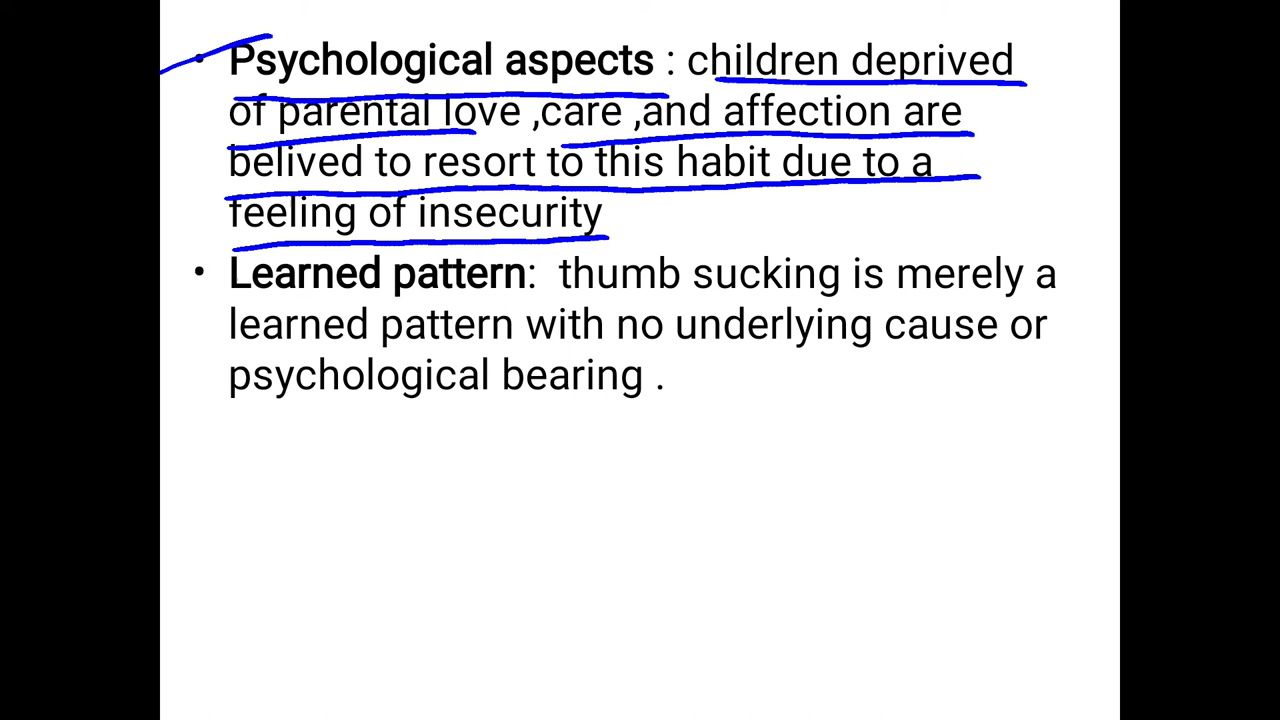 • Psychological aspects : children deprived
of parental love ,care ,and affection are
belived to resort to this habit due to a
feeling of insecurity
• Learned pattern:  thumb sucking is merely a
learned pattern with no underlying cause or
psychological bearing .